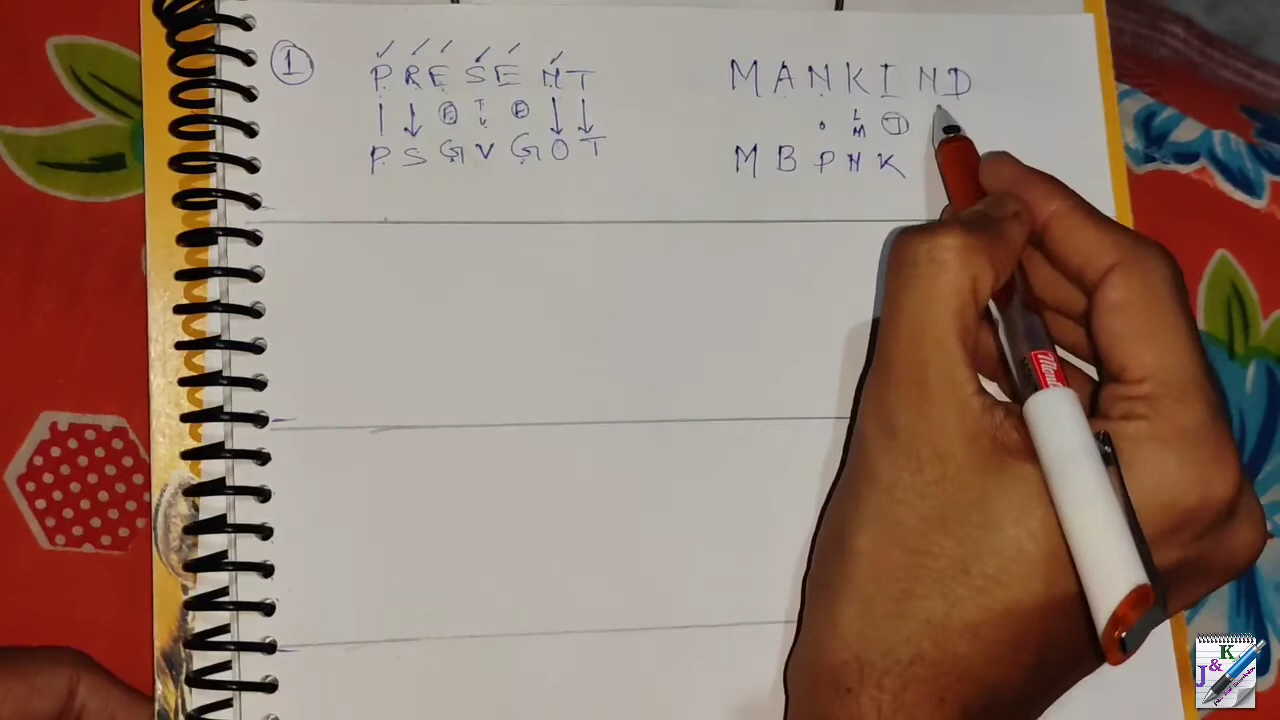 ① PRESENT
F T F
U
PSGVGOT
MANKIND
O L J
M
MBPNK
J&K